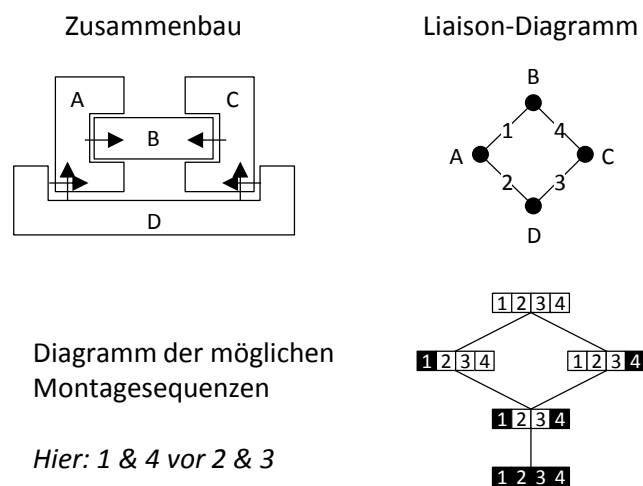 Zusammenbau
Liaison-Diagramm
A
C
B
D
B
1
4
A
C
2
3
D
1 2 3 4
1 2 3 4
1 2 3 4
Diagramm der möglichen
Montagesequenzen
1 2 3 4
Hier: 1 & 4 vor 2 & 3
1 2 3 4